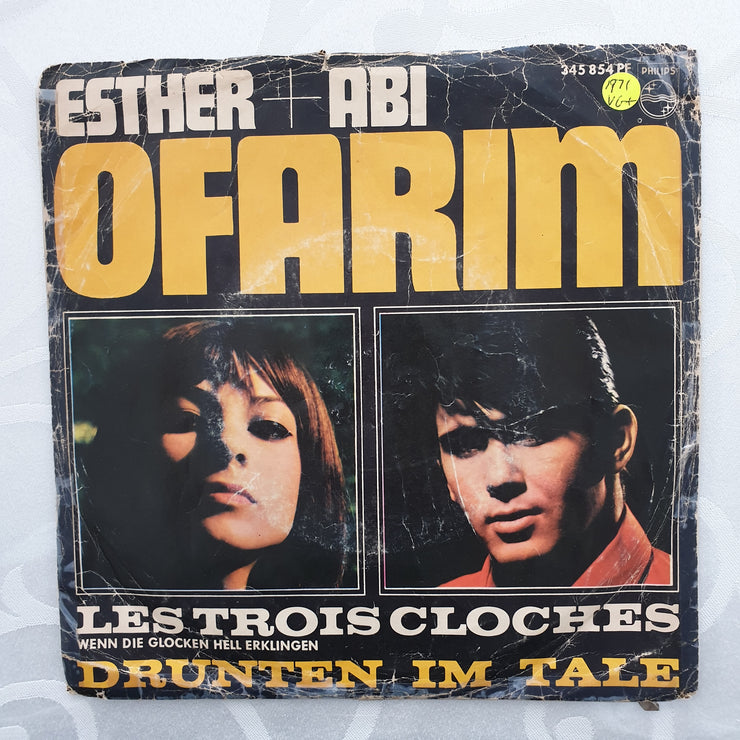 ESTHER + ABI
345 854 PF
PHILIPS
1971
VG+
OFARIM
LES TROIS CLOCHES
WENN DIE GLOCKEN HELL ERKLINGEN
DRUNTEN IM TALE